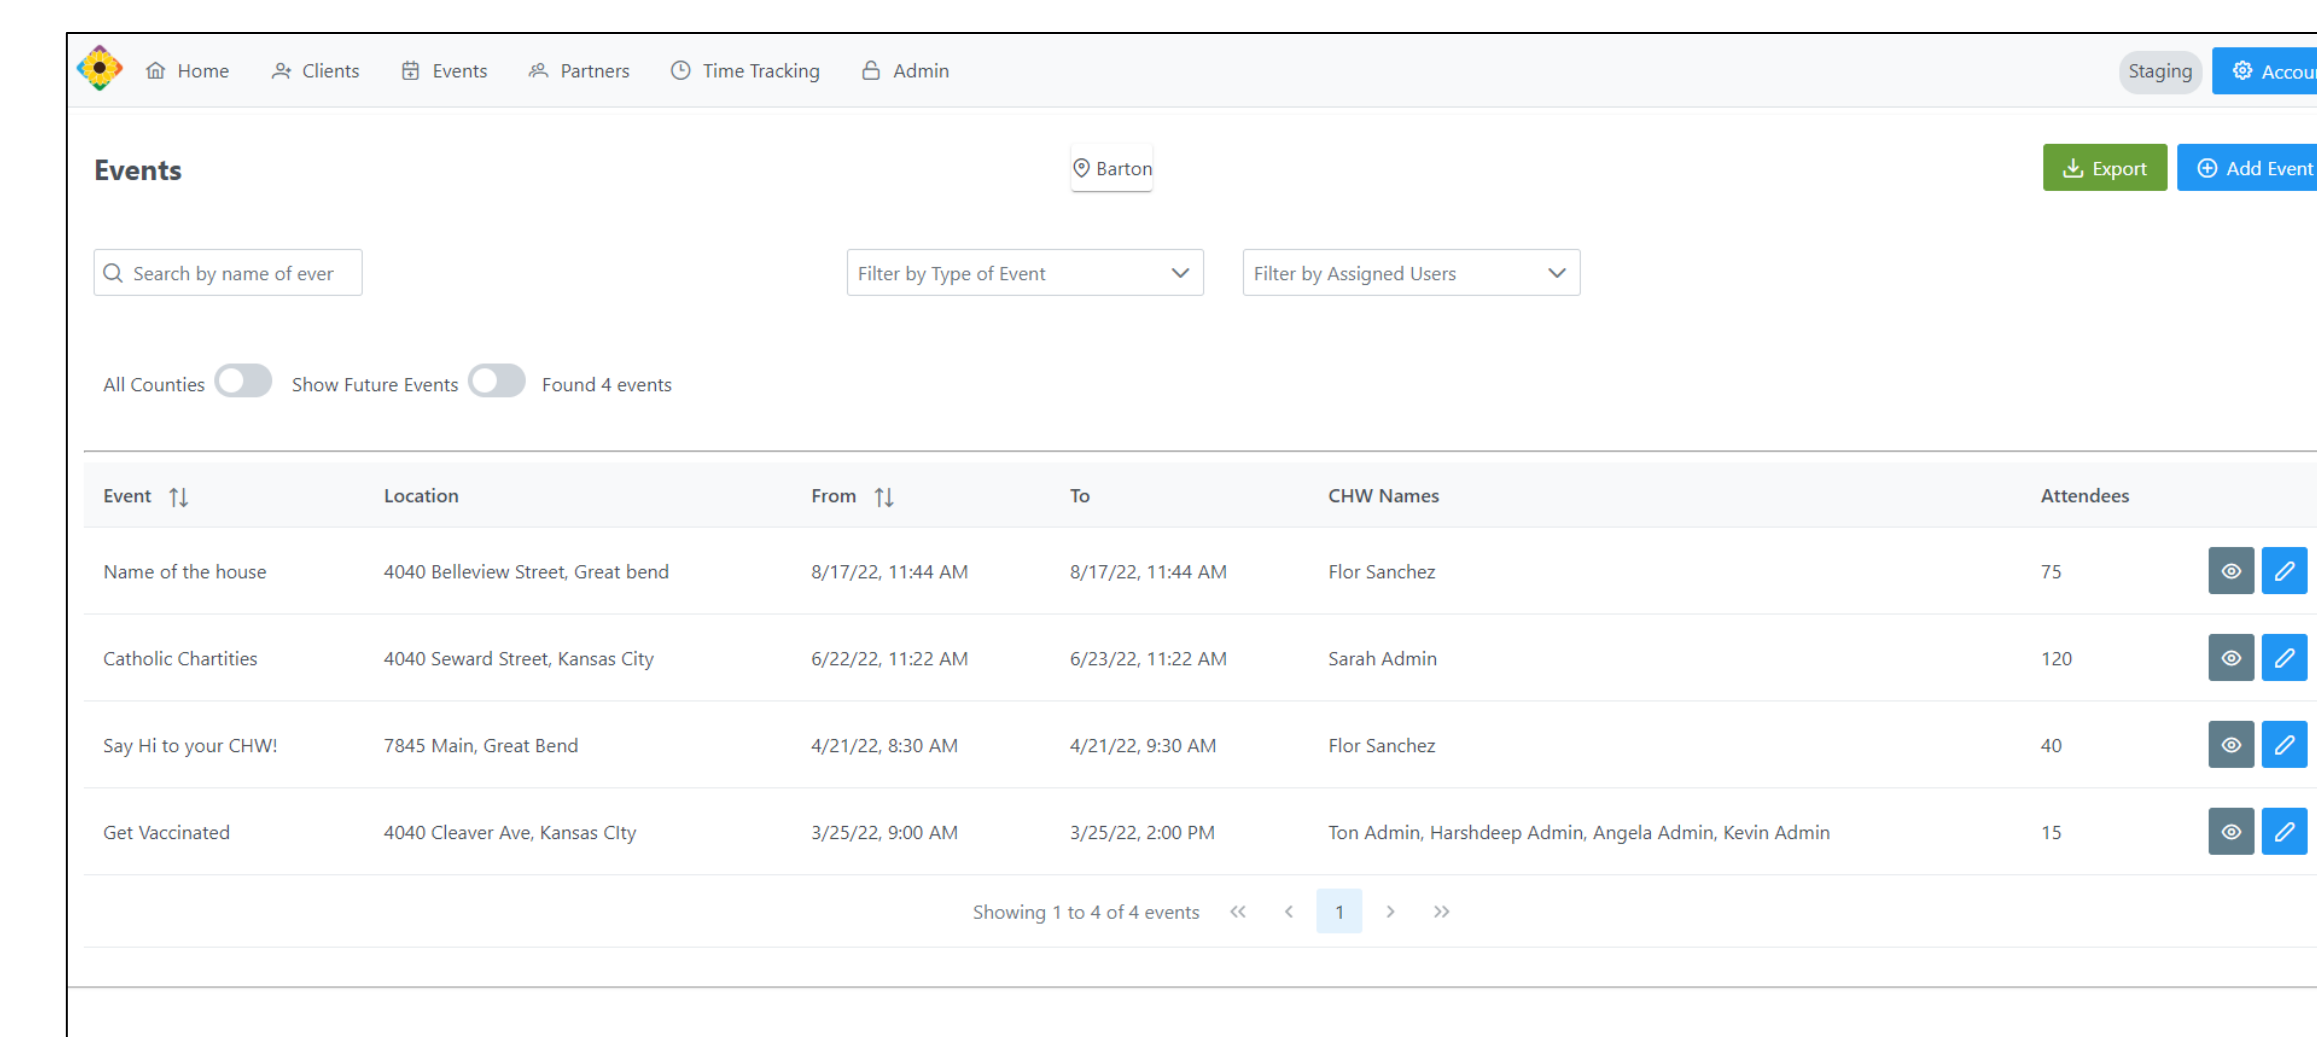 Home Clients Events Partners Time Tracking Admin Staging
Events Barton Export Add Event
Search by name of ever Filter by Type of Event Filter by Assigned Users
All Counties Show Future Events Found 4 events
Event Location From To CHW Names Attendees
Name of the house 4040 Belleview Street, Great bend 8/17/22, 11:44 AM 8/17/22, 11:44 AM Flor Sanchez 75
Catholic Chartities 4040 Seward Street, Kansas City 6/22/22, 11:22 AM 6/23/22, 11:22 AM Sarah Admin 120
Say Hi to your CHW! 7845 Main, Great Bend 4/21/22, 8:30 AM 4/21/22, 9:30 AM Flor Sanchez 40
Get Vaccinated 4040 Cleaver Ave, Kansas CIty 3/25/22, 9:00 AM 3/25/22, 2:00 PM Ton Admin, Harshdeep Admin, Angela Admin, Kevin Admin 15
Showing 1 to 4 of 4 events « ‹ 1 › »